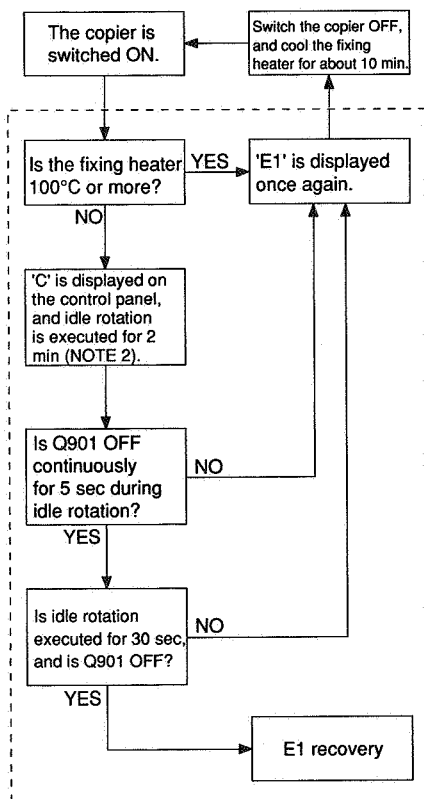 The copier is
switched ON.
Switch the copier OFF,
and cool the fixing
heater for about 10 min.
Is the fixing heater
100°C or more?
YES
'E1' is displayed
once again.
NO
'C' is displayed on
the control panel,
and idle rotation
is executed for 2
min (NOTE 2).
Is Q901 OFF
continuously
for 5 sec during
idle rotation?
NO
YES
Is idle rotation
executed for 30 sec,
and is Q901 OFF?
NO
YES
E1 recovery